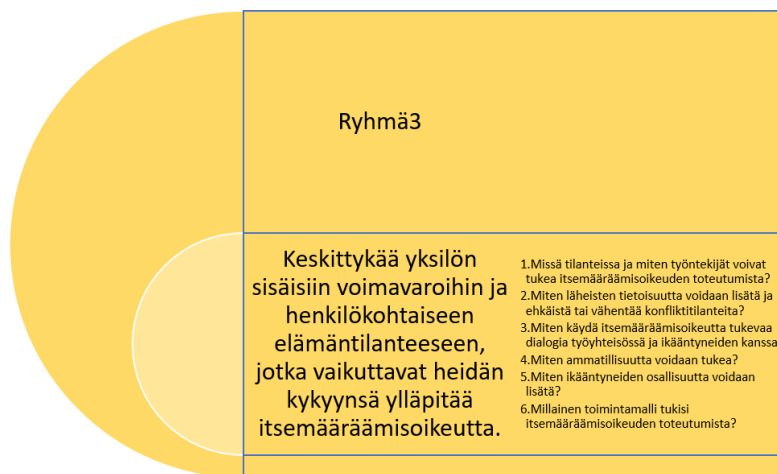 Ryhmä3
Keskittykää yksilön
sisäisiin voimavaroihin ja
henkilökohtaiseen
elämäntilanteeseen,
jotka vaikuttavat heidän
kykyynsä ylläpitää
itsemääräämisoikeutta.
1.Missä tilanteissa ja miten työntekijät voivat
tukea itsemääräämisoikeuden toteutumista?
2.Miten läheisten tietoisuutta voidaan lisätä ja
ehkäistä tai vähentää konfliktitilanteita?
3.Miten käydä itsemääräämisoikeutta tukevaa
dialogia työyhteisössä ja ikääntyneiden kanssa
4.Miten ammatillisuutta voidaan tukea?
5.Miten ikääntyneiden osallisuutta voidaan
lisätä?
6.Millainen toimintamalli tukisi
itsemääräämisoikeuden toteutumista?